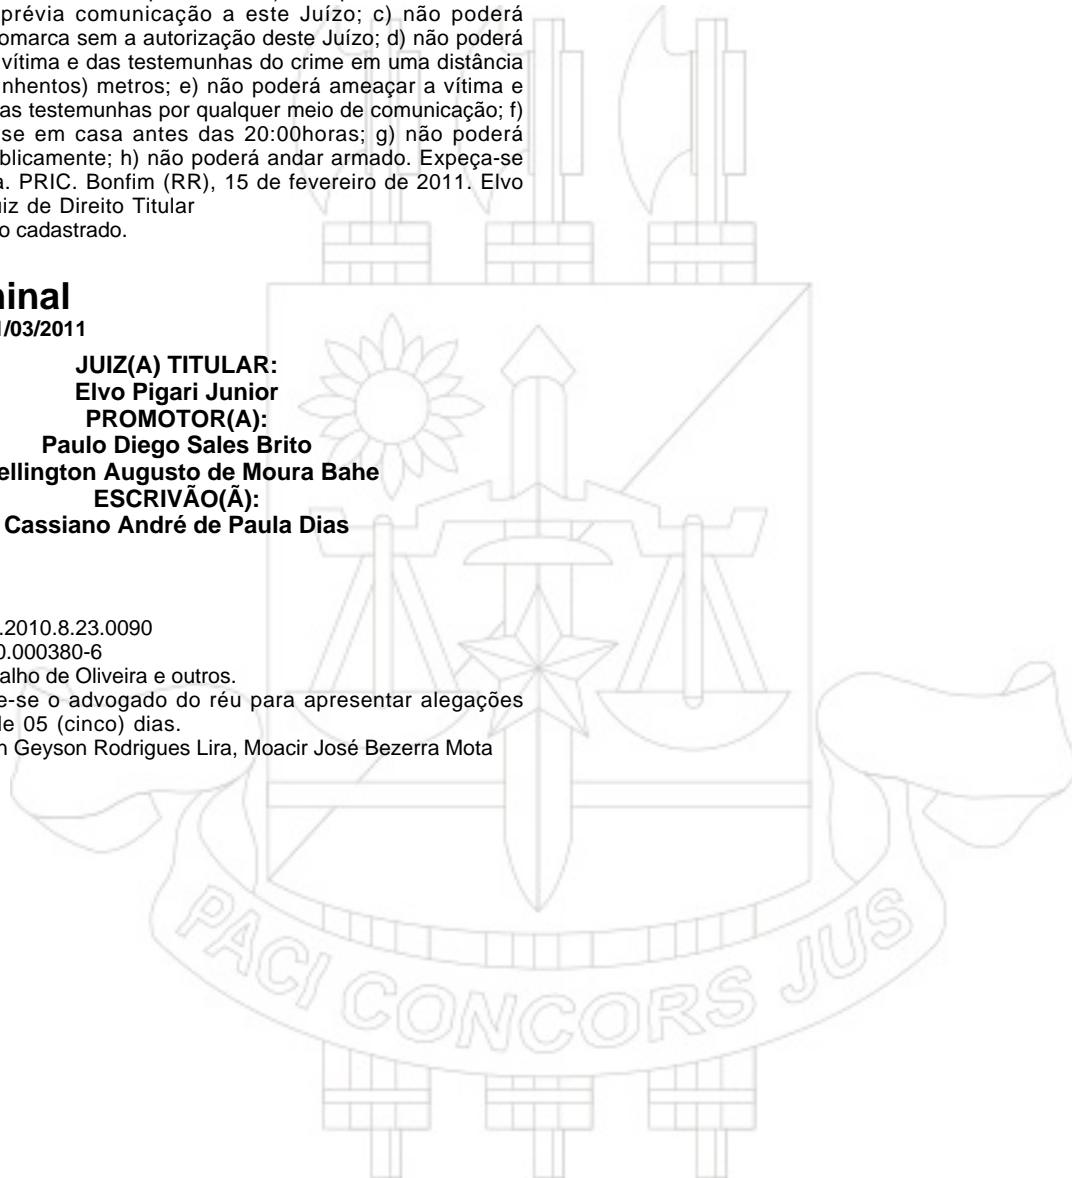 prévia comunicação a este Juízo; c) não poderá
omarca sem a autorização deste Juízo; d) não poderá
vítima e das testemunhas do crime em uma distância
nhentos) metros; e) não poderá ameaçar a vítima e
as testemunhas por qualquer meio de comunicação; f)
se em casa antes das 20:00horas; g) não poderá
blicamente; h) não poderá andar armado. Expeça-se
a. PRIC. Bonfim (RR), 15 de fevereiro de 2011. Elvo
uiz de Direito Titular
o cadastrado.
inal
1/03/2011
JUIZ(A) TITULAR:
Elvo Pigari Junior
PROMOTOR(A):
Paulo Diego Sales Brito
ellington Augusto de Moura Bahe
ESCRIVÃO(Ã):
Cassiano André de Paula Dias
.2010.8.23.0090
0.000380-6
alho de Oliveira e outros.
e-se o advogado do réu para apresentar alegações
de 05 (cinco) dias.
n Geyson Rodrigues Lira, Moacir José Bezerra Mota
PACI CONCORS JUS